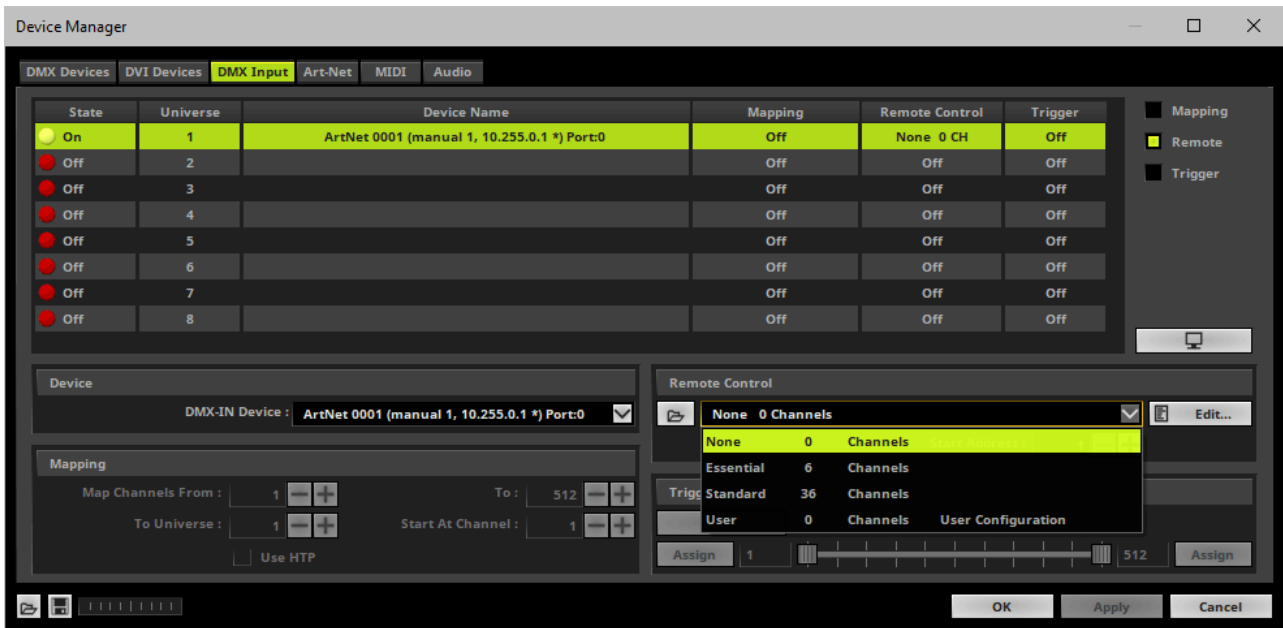 Device Manager
DMX Devices DVI Devices DMX Input Art-Net MIDI Audio
State Universe Device Name Mapping Remote Control Trigger
On 1 ArtNet 0001 (manual 1, 10.255.0.1 *) Port:0 Off None 0 CH Off
Off 2 Off Off Off
Off 3 Off Off Off
Off 4 Off Off Off
Off 5 Off Off Off
Off 6 Off Off Off
Off 7 Off Off Off
Off 8 Off Off Off
Mapping
Remote
Trigger
Device
DMX-IN Device : ArtNet 0001 (manual 1, 10.255.0.1 *) Port:0
Mapping
Map Channels From : 1 To : 512
To Universe : 1 Start At Channel : 1
Use HTP
Remote Control
None 0 Channels Edit...
None 0 Channels
Essential 6 Channels
Standard 36 Channels
User 0 Channels User Configuration
Assign 1 512 Assign
OK Apply Cancel